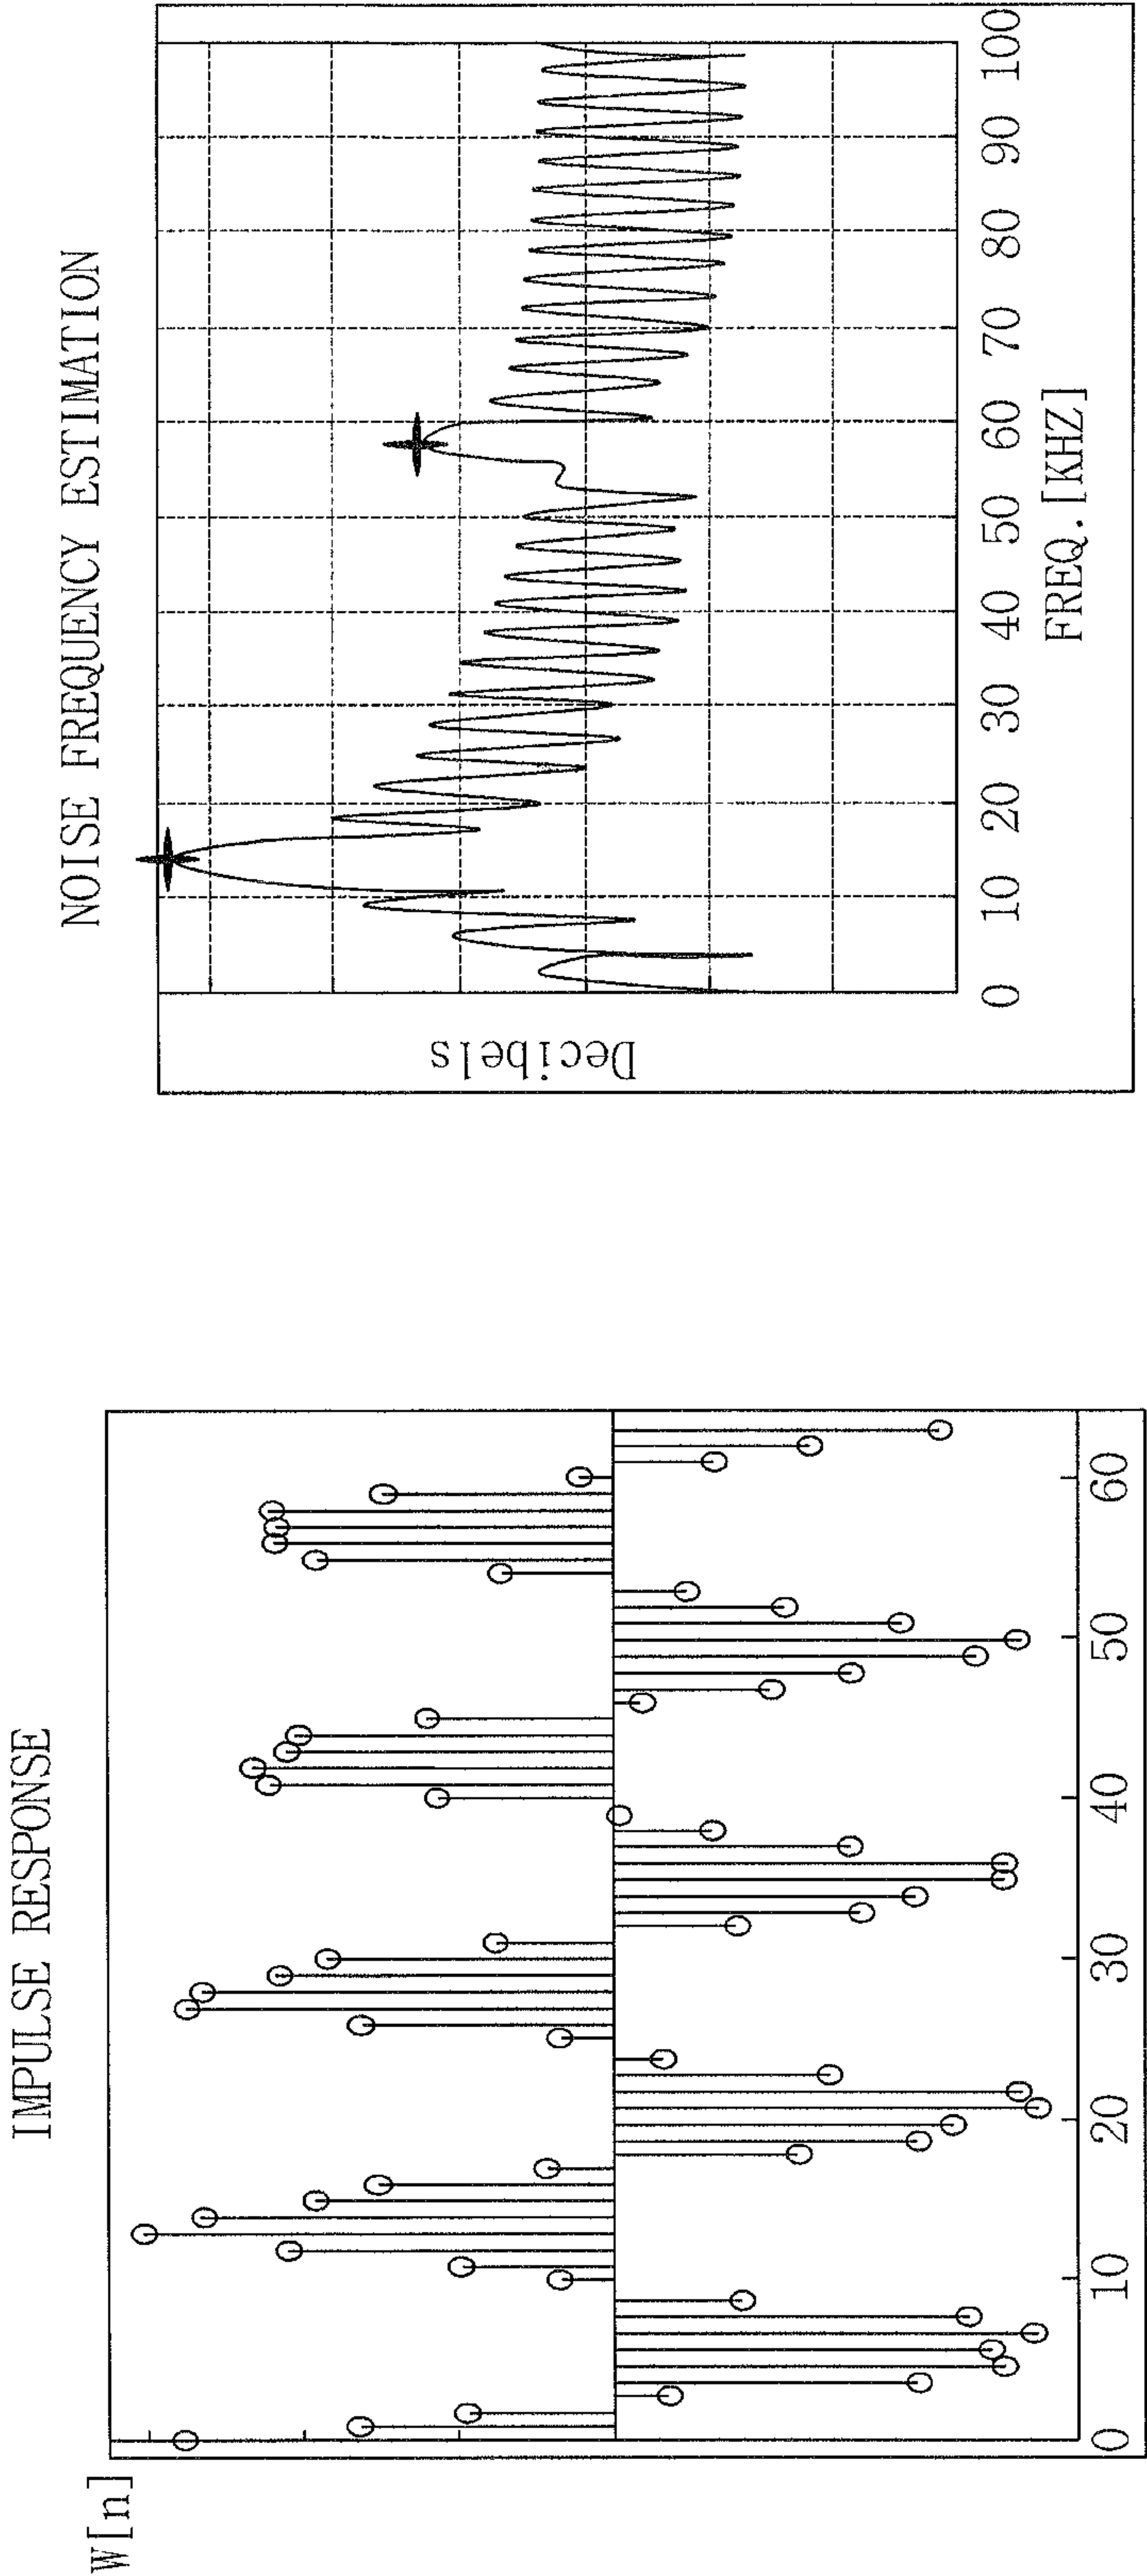 IMPULSE RESPONSE
W[n]
0 10 20 30 40 50 60
NOISE FREQUENCY ESTIMATION
Decibels
0 10 20 30 40 50 60 70 80 90 100
FREQ.[KHZ]